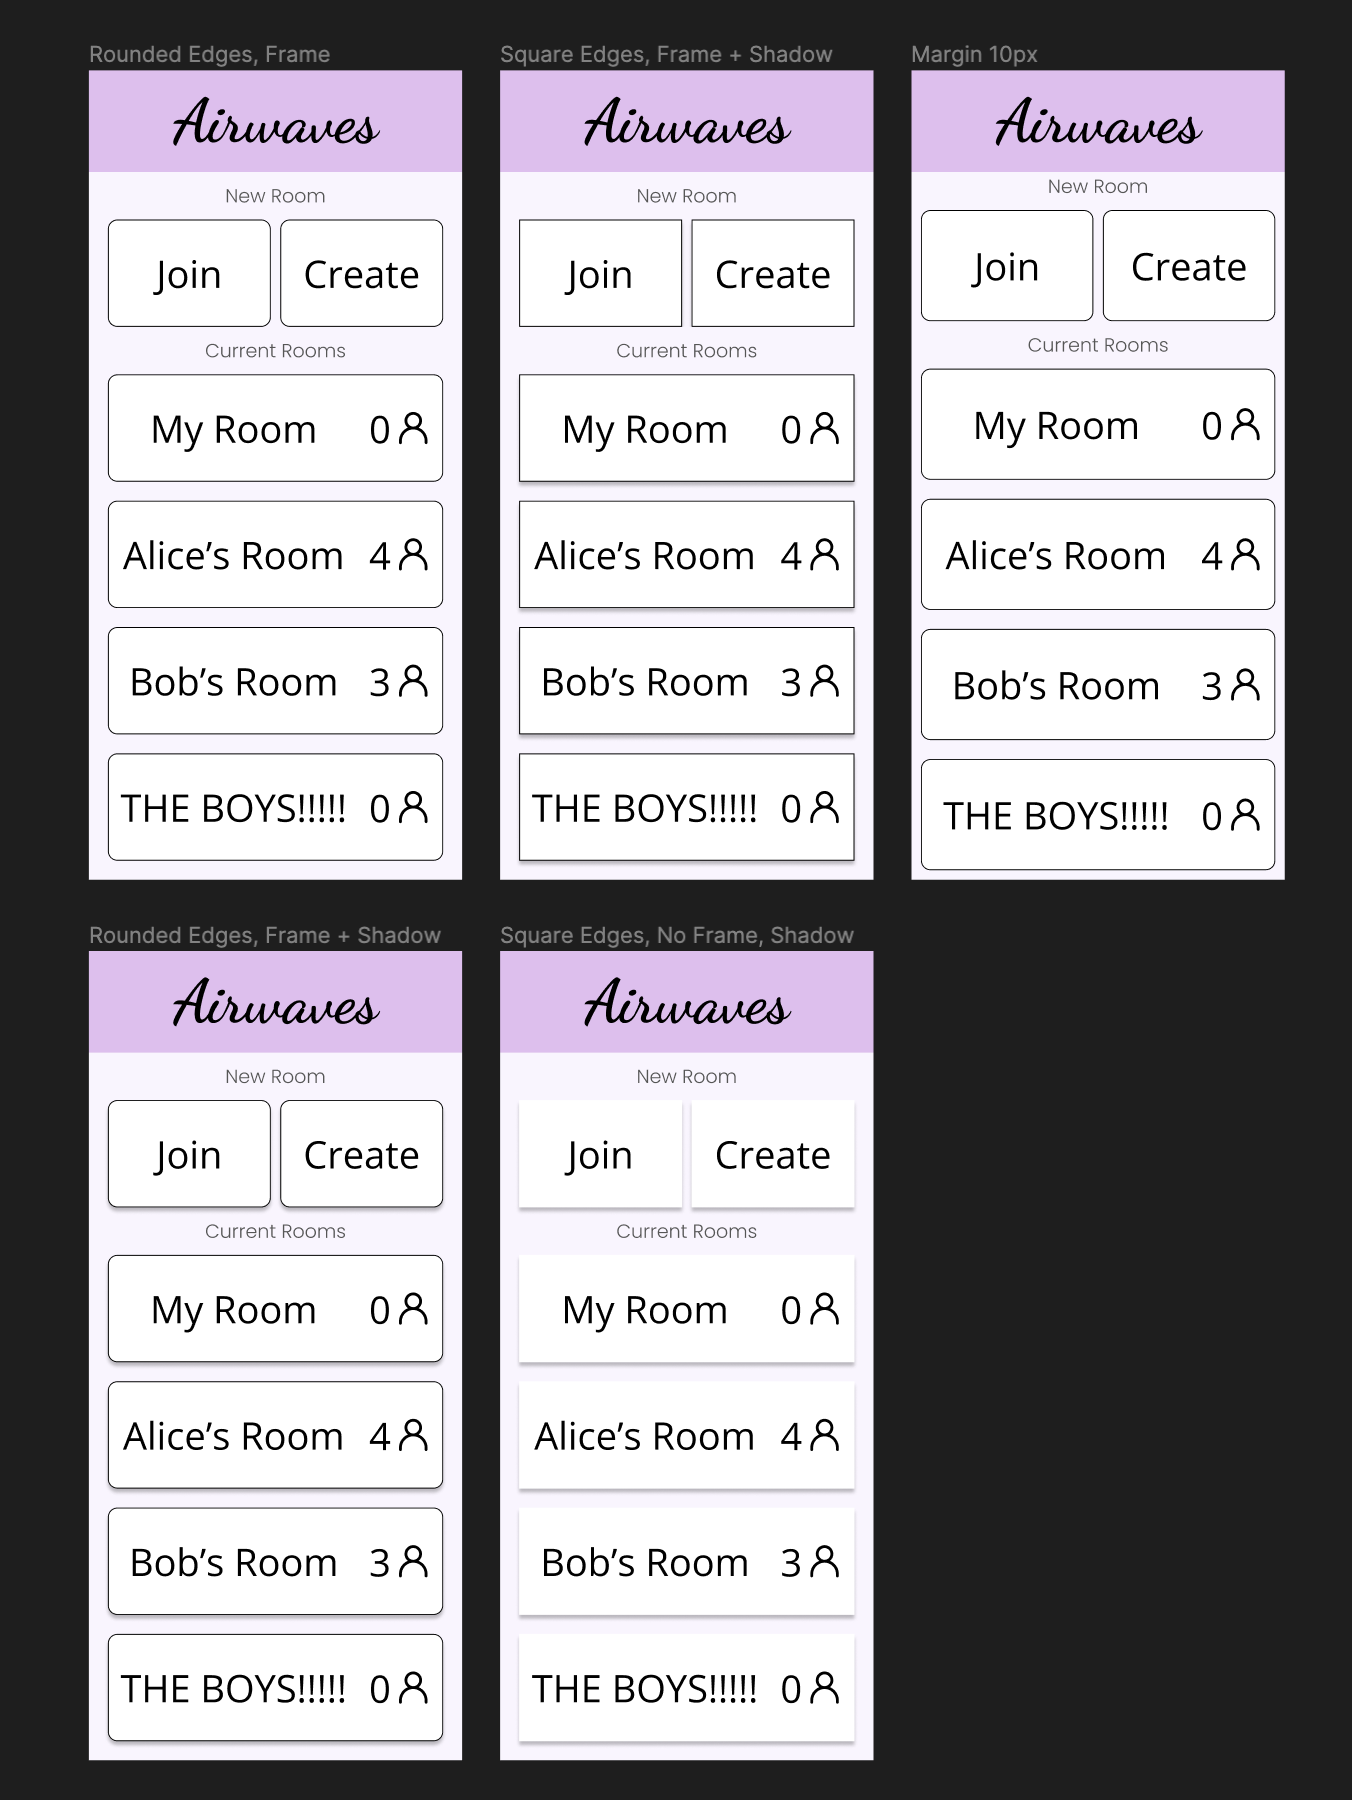 Rounded Edges, Frame
Airwaves
New Room
Join Create
Current Rooms
My Room 0
Alice’s Room 4
Bob’s Room 3
THE BOYS!!!!! 0
Square Edges, Frame + Shadow
Airwaves
New Room
Join Create
Current Rooms
My Room 0
Alice’s Room 4
Bob’s Room 3
THE BOYS!!!!! 0
Margin 10px
Airwaves
New Room
Join Create
Current Rooms
My Room 0
Alice’s Room 4
Bob’s Room 3
THE BOYS!!!!! 0
Rounded Edges, Frame + Shadow
Airwaves
New Room
Join Create
Current Rooms
My Room 0
Alice’s Room 4
Bob’s Room 3
THE BOYS!!!!! 0
Square Edges, No Frame, Shadow
Airwaves
New Room
Join Create
Current Rooms
My Room 0
Alice’s Room 4
Bob’s Room 3
THE BOYS!!!!! 0